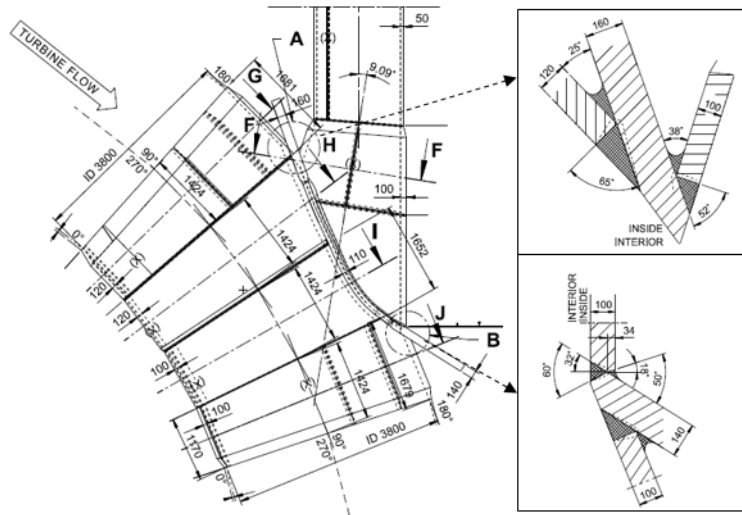 TURBINE FLOW
A
G
F
H
F
I
J
B
50
(2)
9.09°
180°
1681
160
ID 3800
90°
270°
1424
100
0°
(X)
120
120
1424
1424
110
1652
X
100
(X)
(X)
1424
1679
140
180°
100
1170
90°
270°
ID 3800
0°
160
25°
120
38°
100
65°
52°
INSIDE
INTERIOR
INTERIOR
INSIDE
100
34
32°
60°
18°
50°
140
100